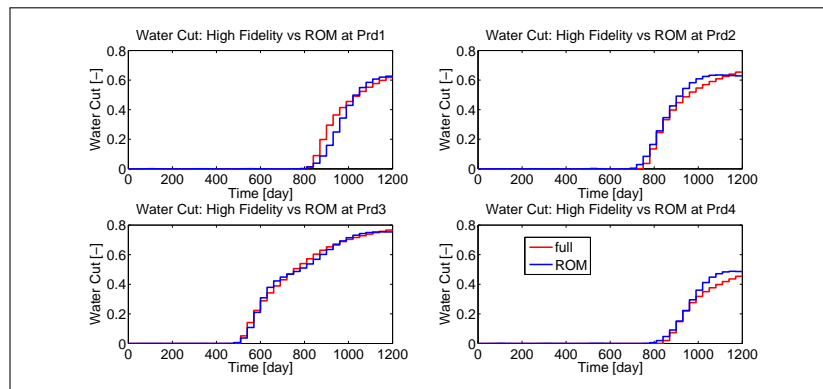 Water Cut: High Fidelity vs ROM at Prd1
Water Cut [−]
0.8
0.6
0.4
0.2
0
0 200 400 600 800 1000 1200
Time [day]
Water Cut: High Fidelity vs ROM at Prd2
Water Cut [−]
0.8
0.6
0.4
0.2
0
0 200 400 600 800 1000 1200
Time [day]
Water Cut: High Fidelity vs ROM at Prd3
Water Cut [−]
0.8
0.6
0.4
0.2
0
0 200 400 600 800 1000 1200
Time [day]
Water Cut: High Fidelity vs ROM at Prd4
Water Cut [−]
0.8
0.6
0.4
0.2
0
full
ROM
0 200 400 600 800 1000 1200
Time [day]